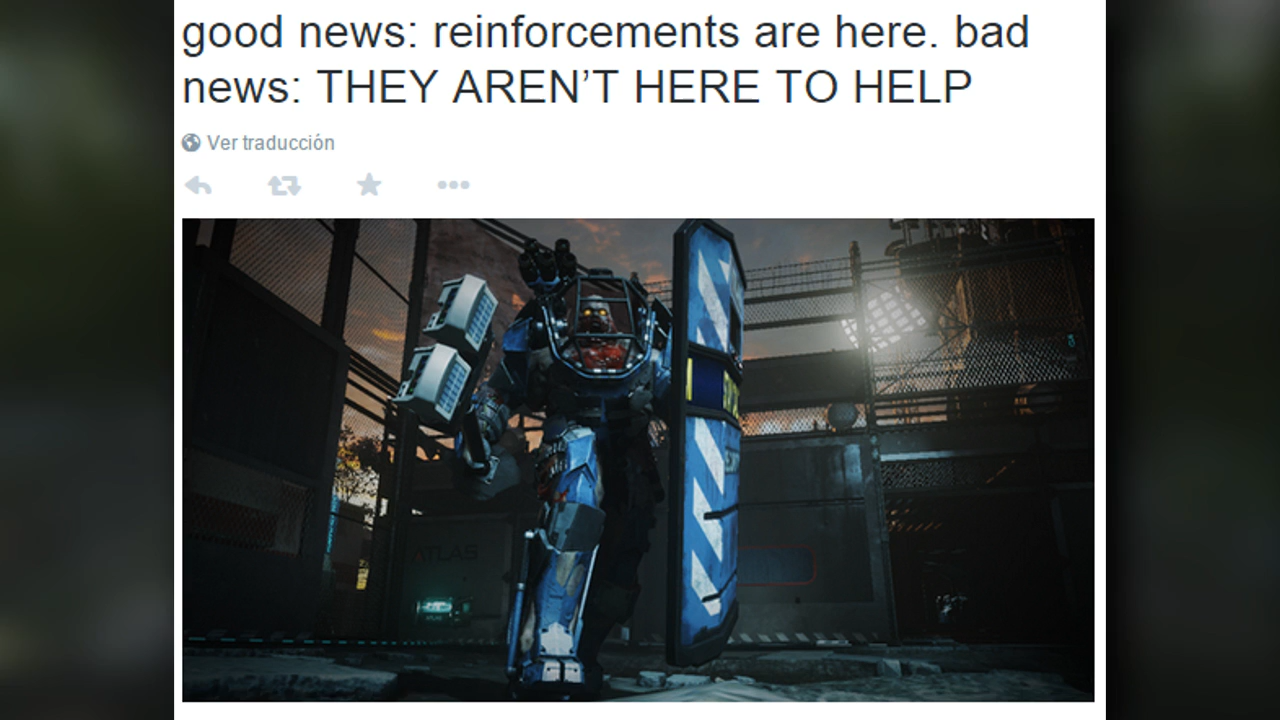 good news: reinforcements are here. bad
news: THEY AREN’T HERE TO HELP
Ver traducción
ATLAS